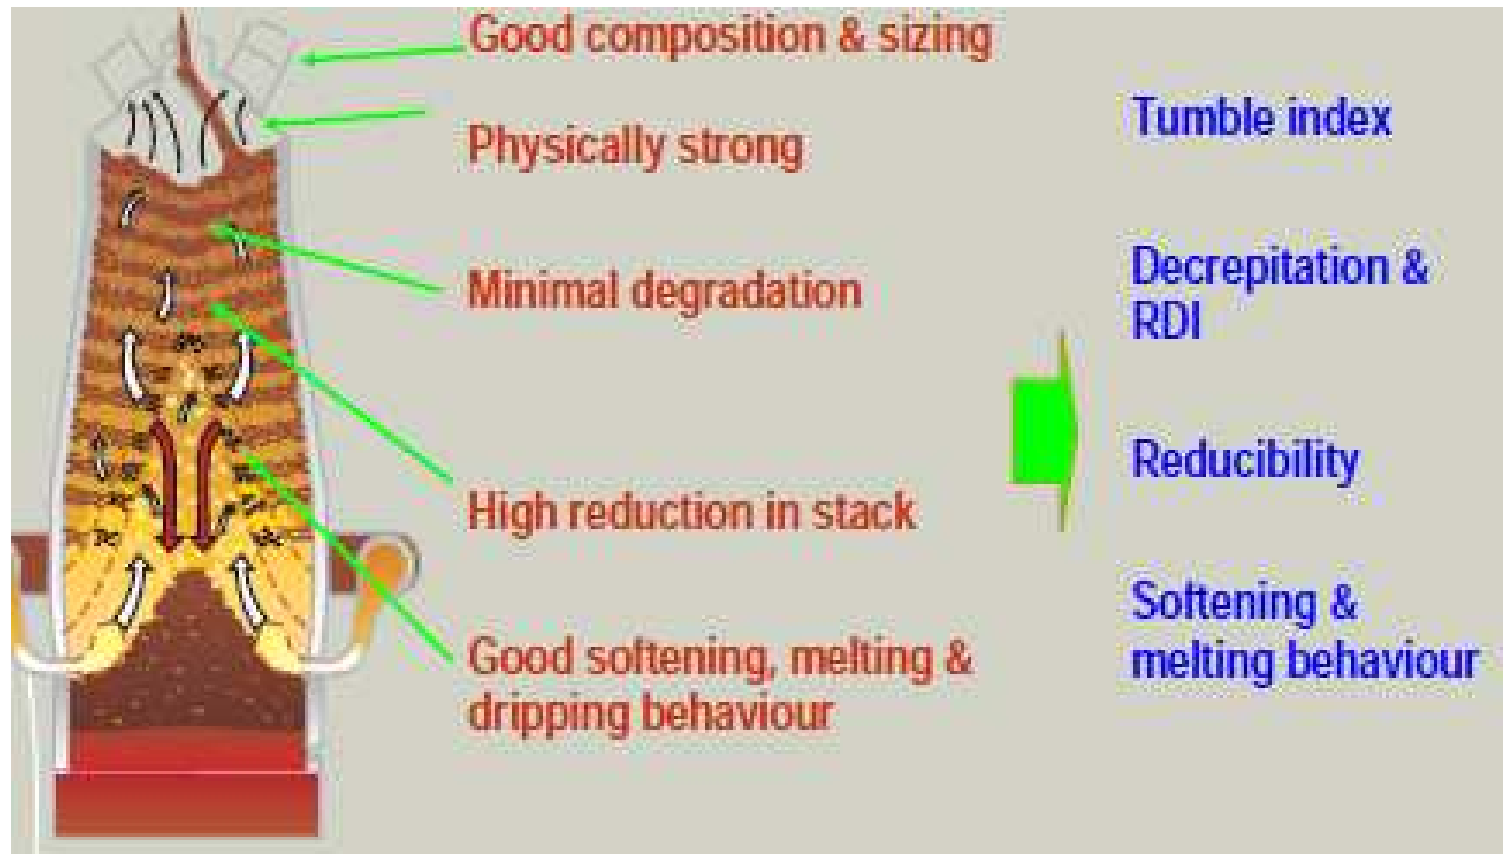 Good composition & sizing
Physically strong
Minimal degradation
High reduction in stack
Good softening, melting &
dripping behaviour
Tumble index
Decrepitation &
RDI
Reducibility
Softening &
melting behaviour